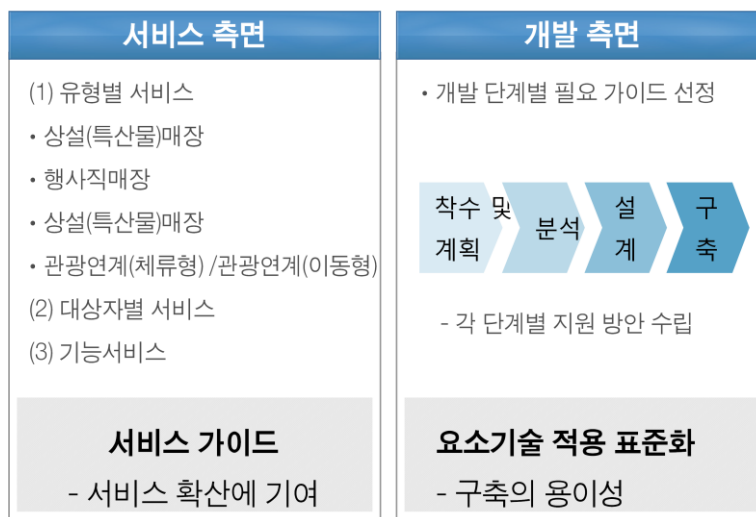 서비스 측면
(1) 유형별 서비스
• 상설(특산물)매장
• 행사직매장
• 상설(특산물)매장
• 관광연계(체류형) /관광연계(이동형)
(2) 대상자별 서비스
(3) 기능서비스
서비스 가이드
- 서비스 확산에 기여
개발 측면
• 개발 단계별 필요 가이드 선정
착수 및
계획
분석
설
계
구
축
- 각 단계별 지원 방안 수립
요소기술 적용 표준화
- 구축의 용이성